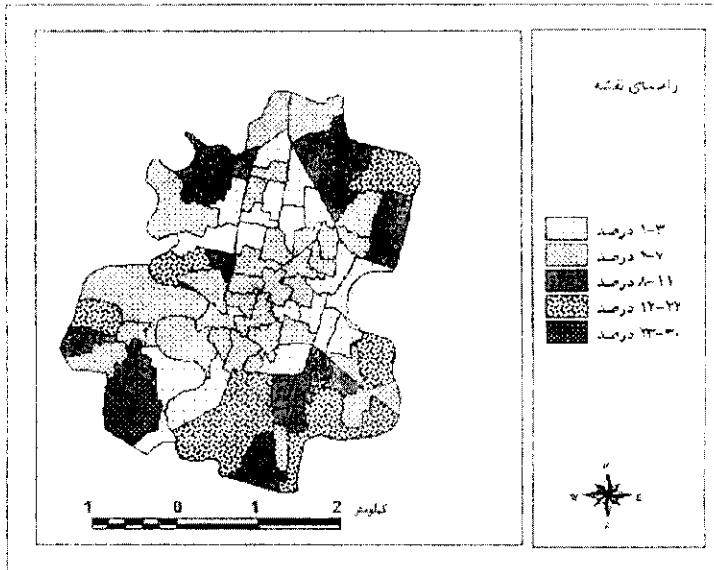 راهنمای نقشه
۱-۳ درصد
۴-۷ درصد
۸-۱۱ درصد
۱۲-۲۲ درصد
۲۳-۳۰ درصد
1 0 1 2 کیلومتر